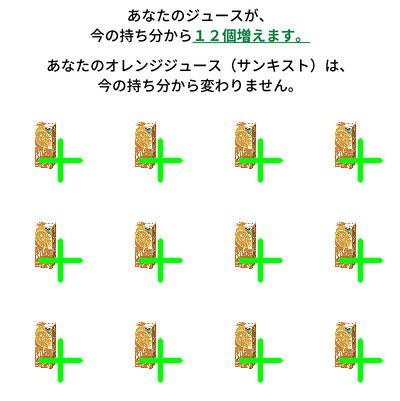 あなたのジュースが、
今の持ち分から１２個増えます。
あなたのオレンジジュース（サンキスト）は、
今の持ち分から変わりません。